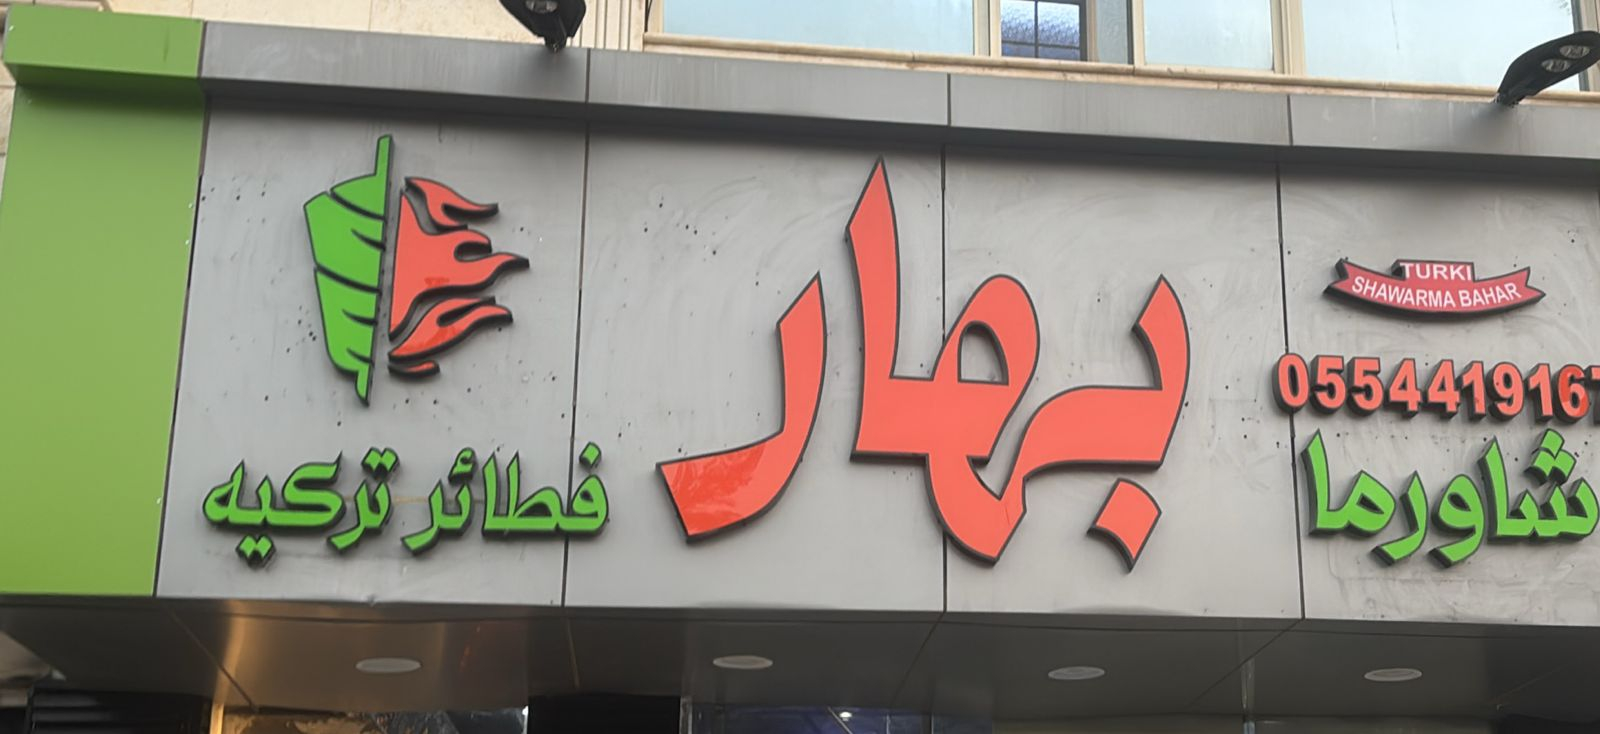 TURKI
SHAWARMA BAHAR
0554419167
شاورما
بهار
فطائر تركيه